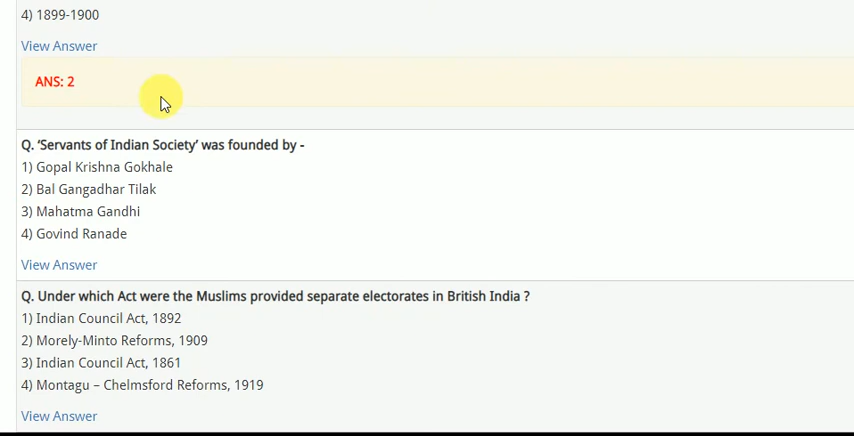 4) 1899-1900
View Answer
ANS: 2
Q. ‘Servants of Indian Society’ was founded by -
1) Gopal Krishna Gokhale
2) Bal Gangadhar Tilak
3) Mahatma Gandhi
4) Govind Ranade
View Answer
Q. Under which Act were the Muslims provided separate electorates in British India ?
1) Indian Council Act, 1892
2) Morely-Minto Reforms, 1909
3) Indian Council Act, 1861
4) Montagu – Chelmsford Reforms, 1919
View Answer